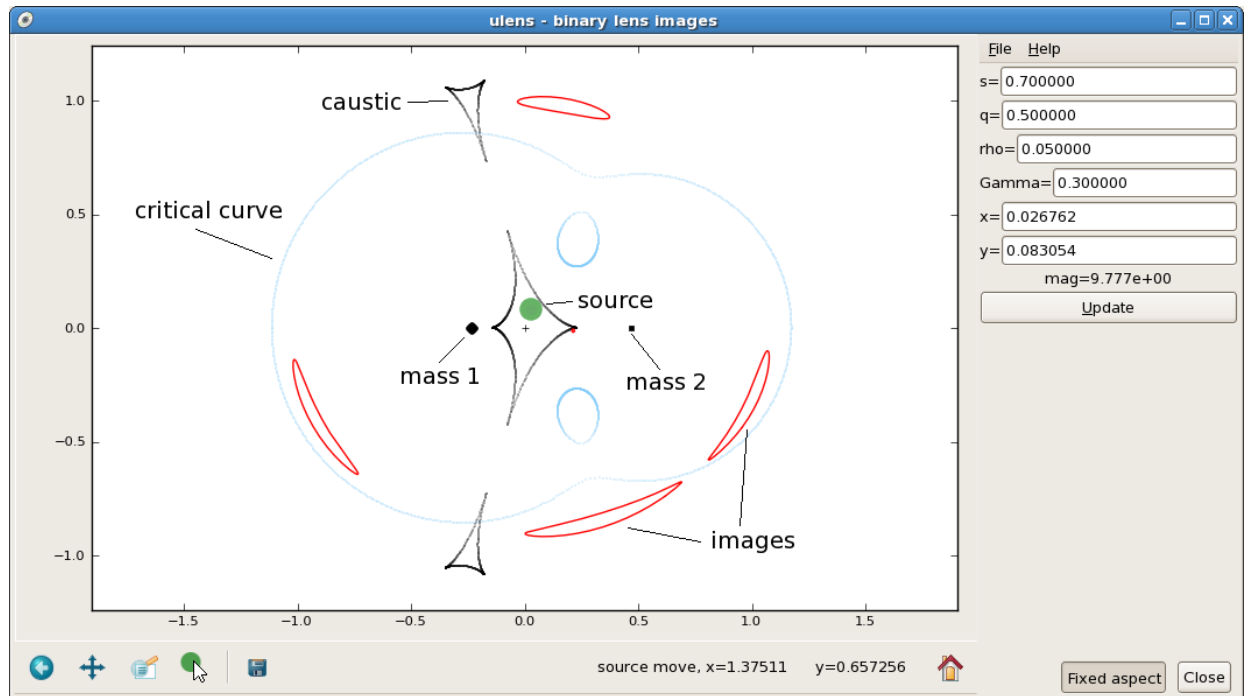 ulens - binary lens images
File Help
s= 0.700000
q= 0.500000
rho= 0.050000
Gamma= 0.300000
x= 0.026762
y= 0.083054
mag=9.777e+00
Update
1.0
0.5
0.0
−0.5
−1.0
caustic
critical curve
source
mass 1
mass 2
images
−1.5 −1.0 −0.5 0.0 0.5 1.0 1.5
source move, x=1.37511 y=0.657256
Fixed aspect Close